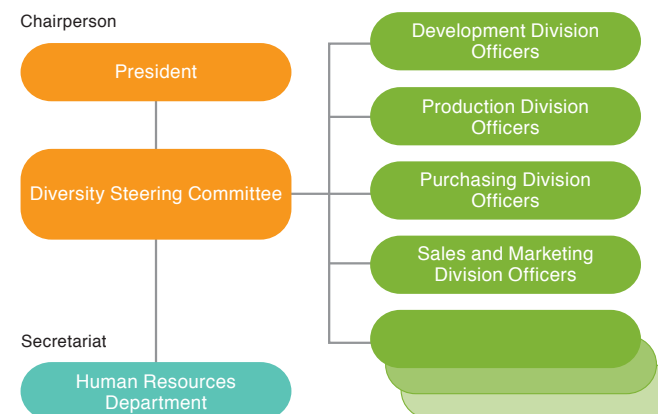 Chairperson
President
Diversity Steering Committee
Secretariat
Human Resources
Department
Development Division
Officers
Production Division
Officers
Purchasing Division
Officers
Sales and Marketing
Division Officers